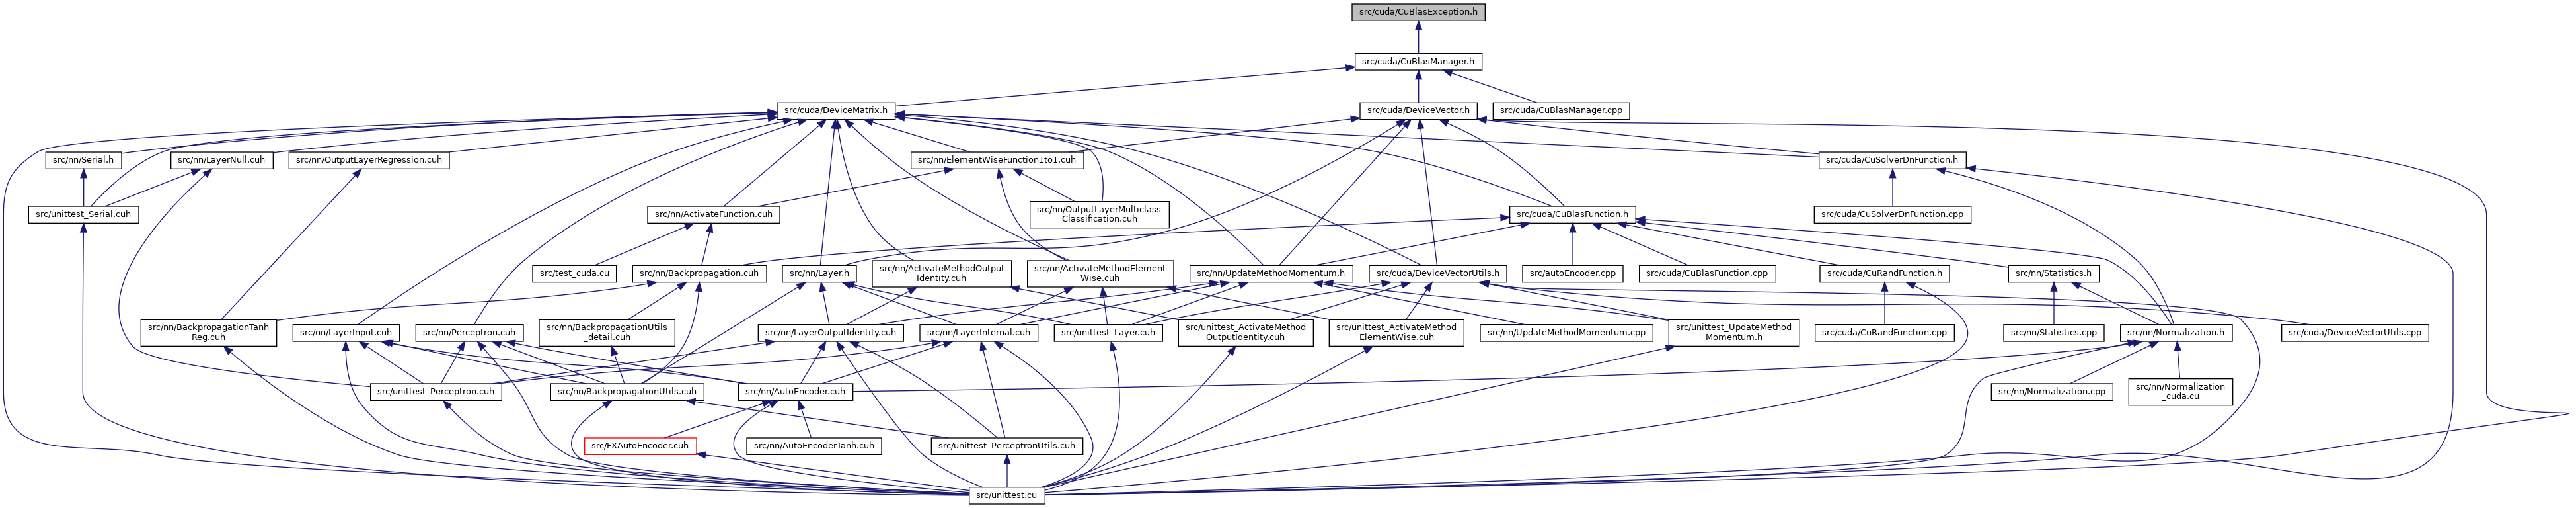 src/cuda/CuBlasException.h
src/cuda/CuBlasManager.h
src/cuda/DeviceMatrix.h
src/cuda/DeviceVector.h
src/cuda/CuBlasManager.cpp
src/nn/Serial.h
src/nn/LayerNull.cuh
src/nn/OutputLayerRegression.cuh
src/nn/ElementWiseFunction1to1.cuh
src/cuda/CuSolverDnFunction.h
src/unittest_Serial.cuh
src/nn/ActivateFunction.cuh
src/nn/OutputLayerMulticlass
Classification.cuh
src/cuda/CuBlasFunction.h
src/cuda/CuSolverDnFunction.cpp
src/test_cuda.cu
src/nn/Backpropagation.cuh
src/nn/Layer.h
src/nn/ActivateMethodOutput
Identity.cuh
src/nn/ActivateMethodElement
Wise.cuh
src/nn/UpdateMethodMomentum.h
src/cuda/DeviceVectorUtils.h
src/autoEncoder.cpp
src/cuda/CuBlasFunction.cpp
src/cuda/CuRandFunction.h
src/nn/Statistics.h
src/nn/BackpropagationTanh
Reg.cuh
src/nn/LayerInput.cuh
src/nn/Perceptron.cuh
src/nn/BackpropagationUtils
_detail.cuh
src/nn/LayerOutputIdentity.cuh
src/nn/LayerInternal.cuh
src/unittest_Layer.cuh
src/unittest_ActivateMethod
OutputIdentity.cuh
src/unittest_ActivateMethod
ElementWise.cuh
src/nn/UpdateMethodMomentum.cpp
src/unittest_UpdateMethod
Momentum.h
src/cuda/CuRandFunction.cpp
src/nn/Statistics.cpp
src/nn/Normalization.h
src/cuda/DeviceVectorUtils.cpp
src/unittest_Perceptron.cuh
src/nn/BackpropagationUtils.cuh
src/nn/AutoEncoder.cuh
src/nn/Normalization.cpp
src/nn/Normalization
_cuda.cu
src/FXAutoEncoder.cuh
src/nn/AutoEncoderTanh.cuh
src/unittest_PerceptronUtils.cuh
src/unittest.cu